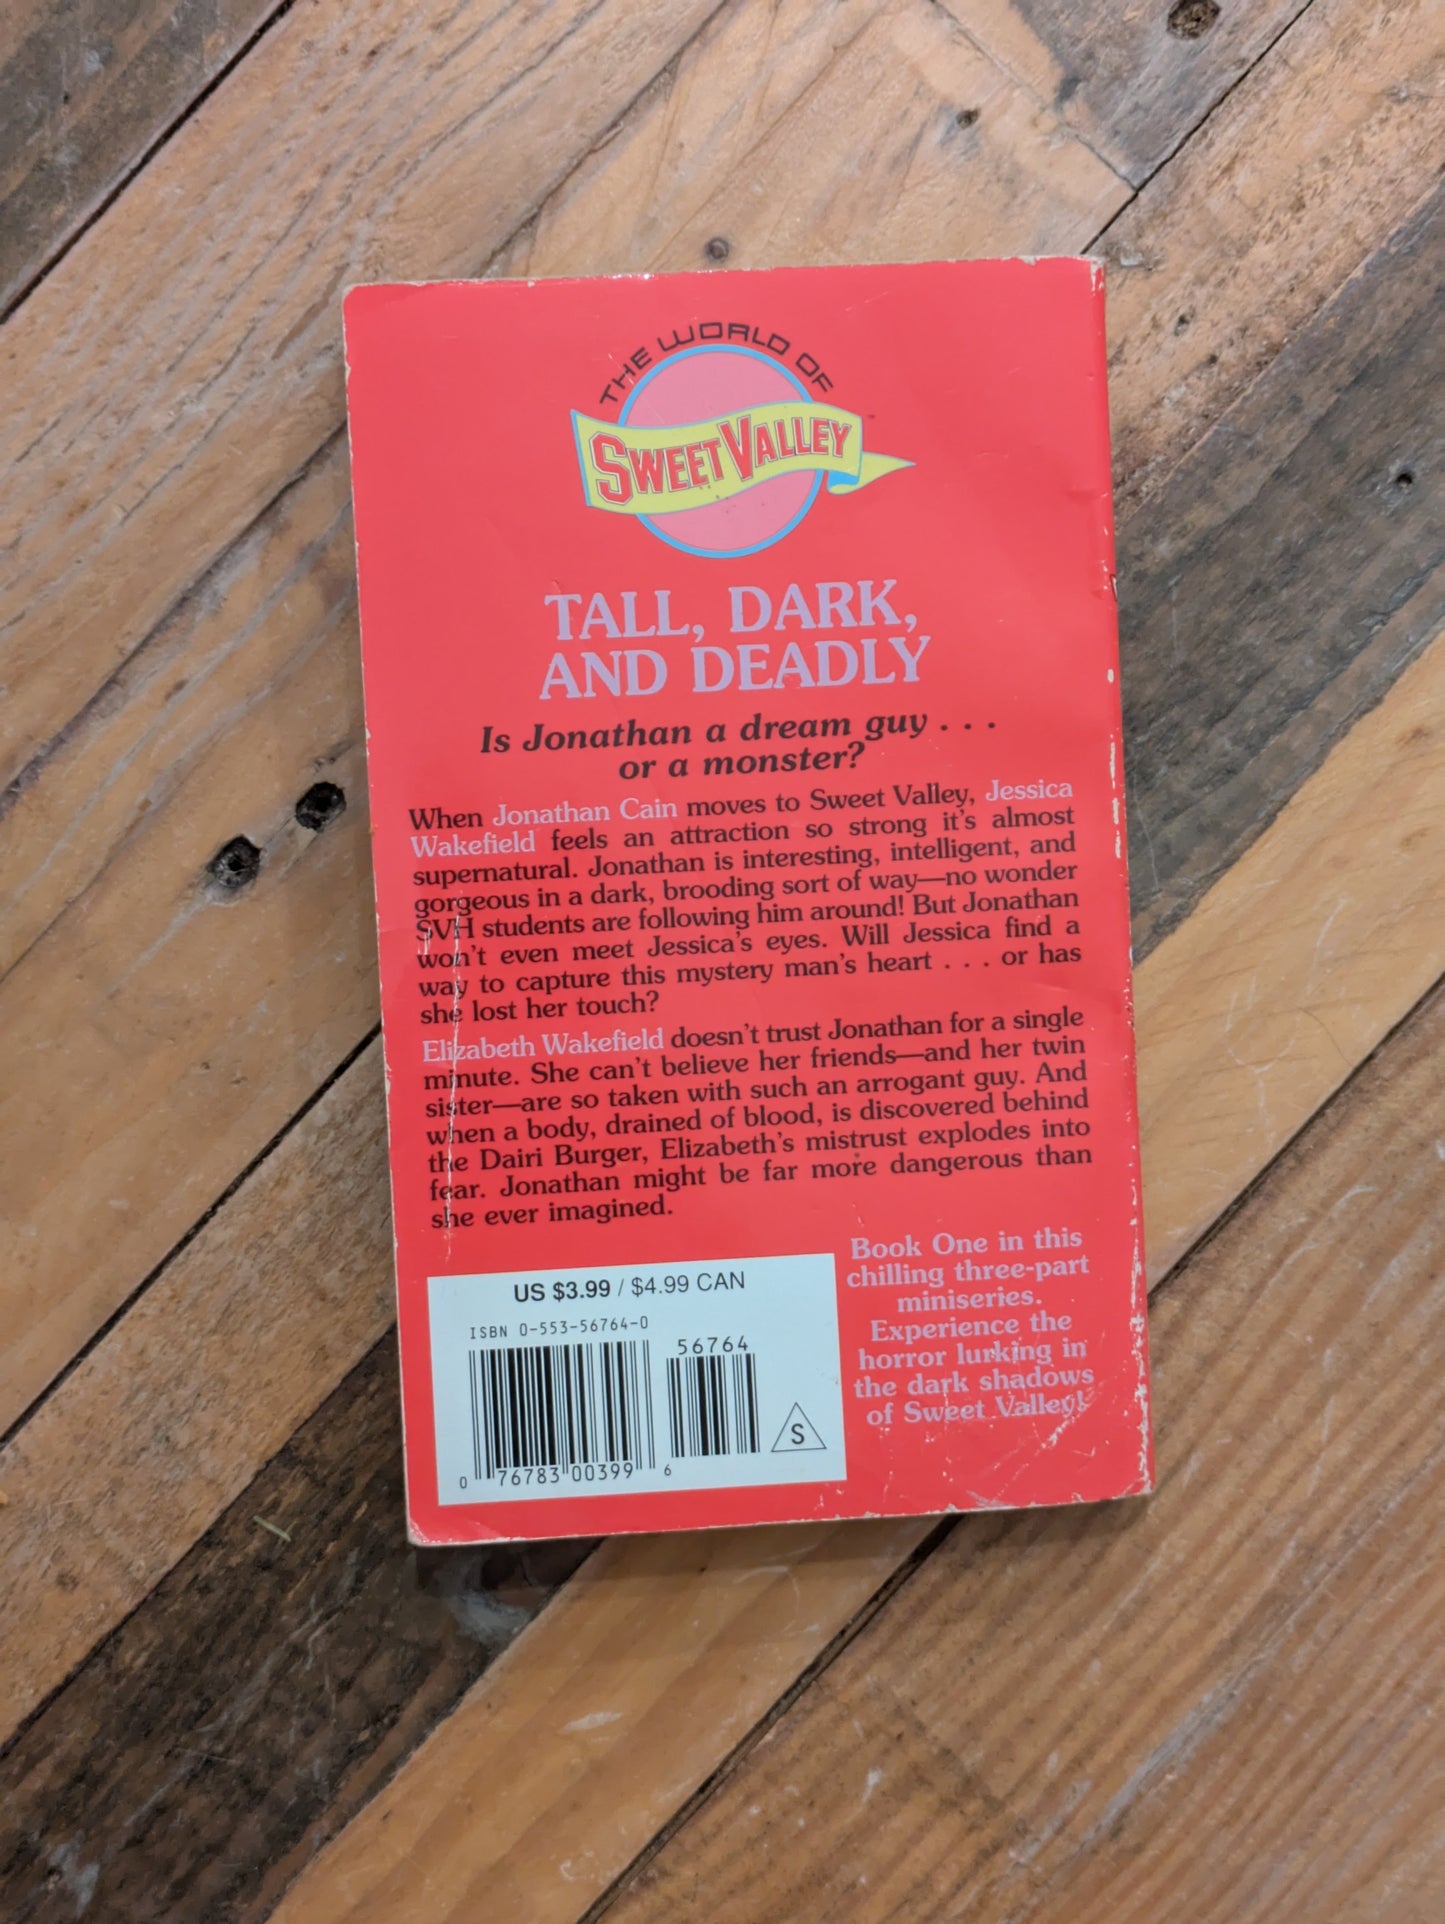 THE WORLD OF
SWEET VALLEY
TALL, DARK,
AND DEADLY
Is Jonathan a dream guy . . .
or a monster?
When Jonathan Cain moves to Sweet Valley, Jessica
Wakefield feels an attraction so strong it's almost
supernatural. Jonathan is interesting, intelligent, and
gorgeous in a dark, brooding sort of way—no wonder
SVH students are following him around! But Jonathan
won't even meet Jessica's eyes. Will Jessica find a
way to capture this mystery man's heart . . . or has
she lost her touch?
Elizabeth Wakefield doesn't trust Jonathan for a single
minute. She can't believe her friends—and her twin
sister—are so taken with such an arrogant guy. And
when a body, drained of blood, is discovered behind
the Dairi Burger, Elizabeth's mistrust explodes into
fear. Jonathan might be far more dangerous than
she ever imagined.
Book One in this
chilling three-part
miniseries.
Experience the
horror lurking in
the dark shadows
of Sweet Valley!
US $3.99 / $4.99 CAN
ISBN 0-553-56764-0
56764
0 76783 00399 6
S